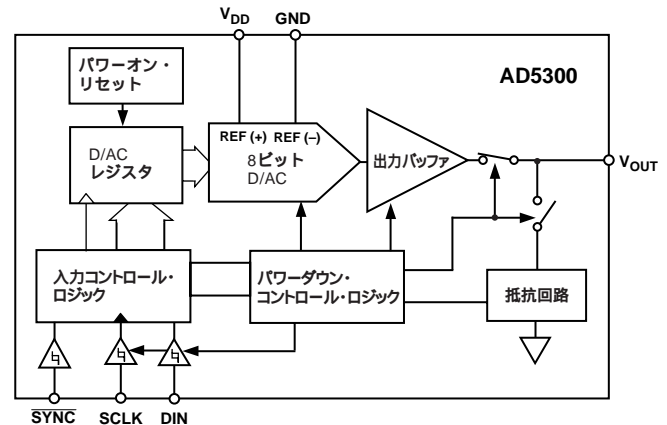 VDD
GND
パワーオン・
リセット
AD5300
REF (+) REF (–)
D/AC
レジスタ
8ビット
D/AC
出力バッファ
VOUT
入力コントロール・
ロジック
パワーダウン・
コントロール・ロジック
抵抗回路
SYNC
SCLK
DIN